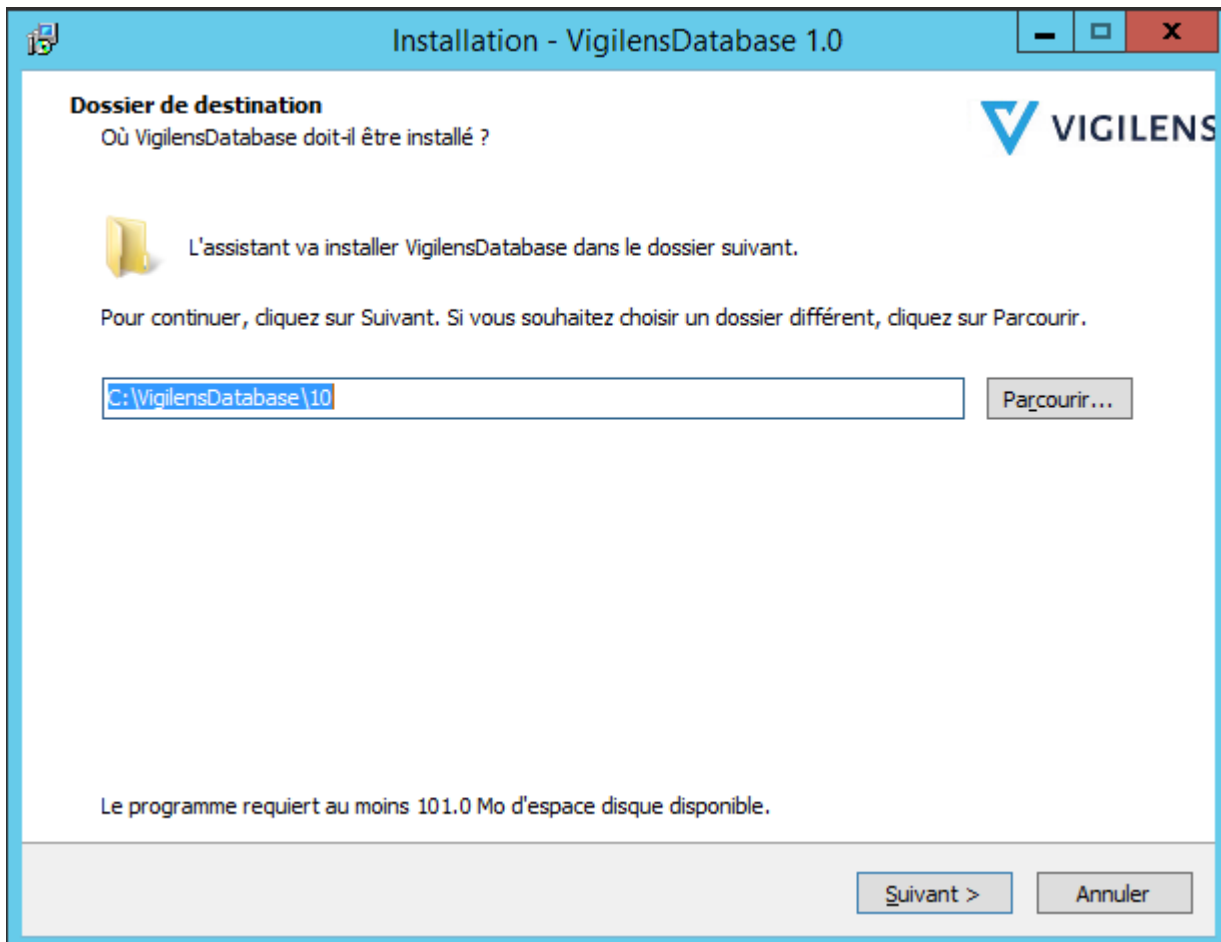 Installation - VigilensDatabase 1.0
Dossier de destination
Où VigilensDatabase doit-il être installé ?
VIGILENS
L'assistant va installer VigilensDatabase dans le dossier suivant.
Pour continuer, cliquez sur Suivant. Si vous souhaitez choisir un dossier différent, cliquez sur Parcourir.
C:\VigilensDatabase\10
Parcourir...
Le programme requiert au moins 101.0 Mo d'espace disque disponible.
Suivant >
Annuler